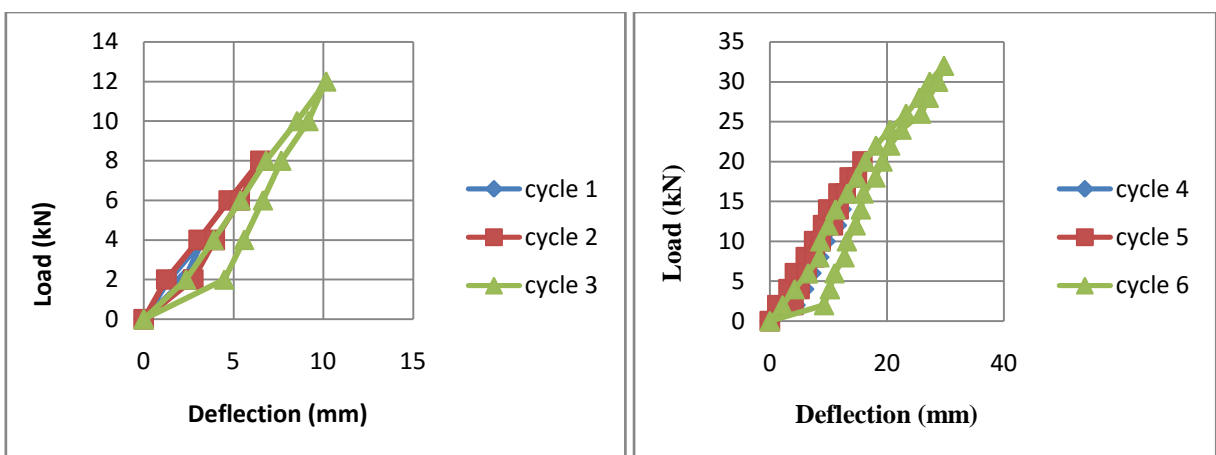 14
12
10
8
6
4
2
0
0 5 10 15
Load (kN)
Deflection (mm)
cycle 1
cycle 2
cycle 3
35
30
25
20
15
10
5
0
0 20 40
Load (kN)
Deflection (mm)
cycle 4
cycle 5
cycle 6